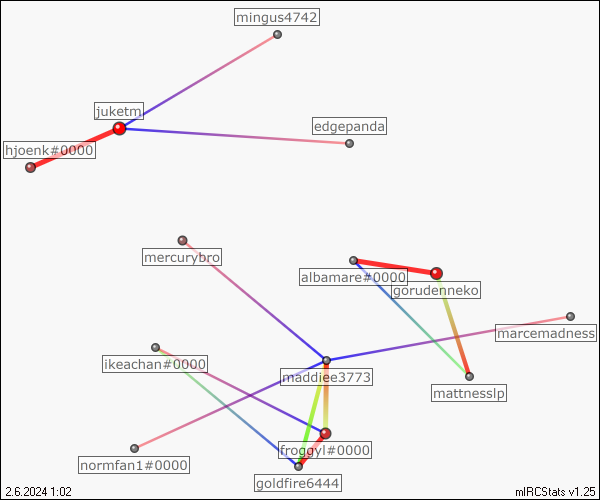 mingus4742
juketm
edgepanda
hjoenk#0000
mercurybro
albamare#0000
gorudenneko
marcemadness
ikeachan#0000
maddiee3773
mattnesslp
froggyl#0000
normfan1#0000
goldfire6444
2.6.2024 1:02
mIRCStats v1.25